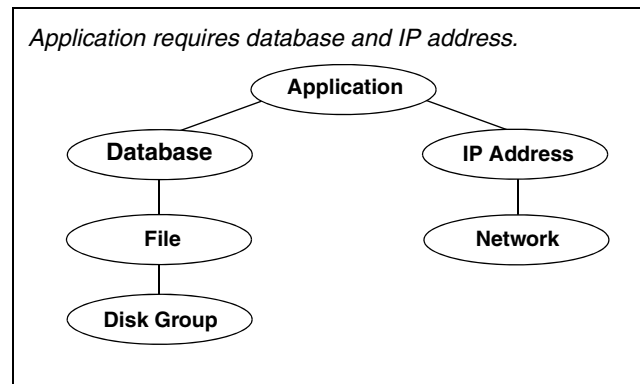 Application requires database and IP address.
Application
Database
IP Address
File
Network
Disk Group